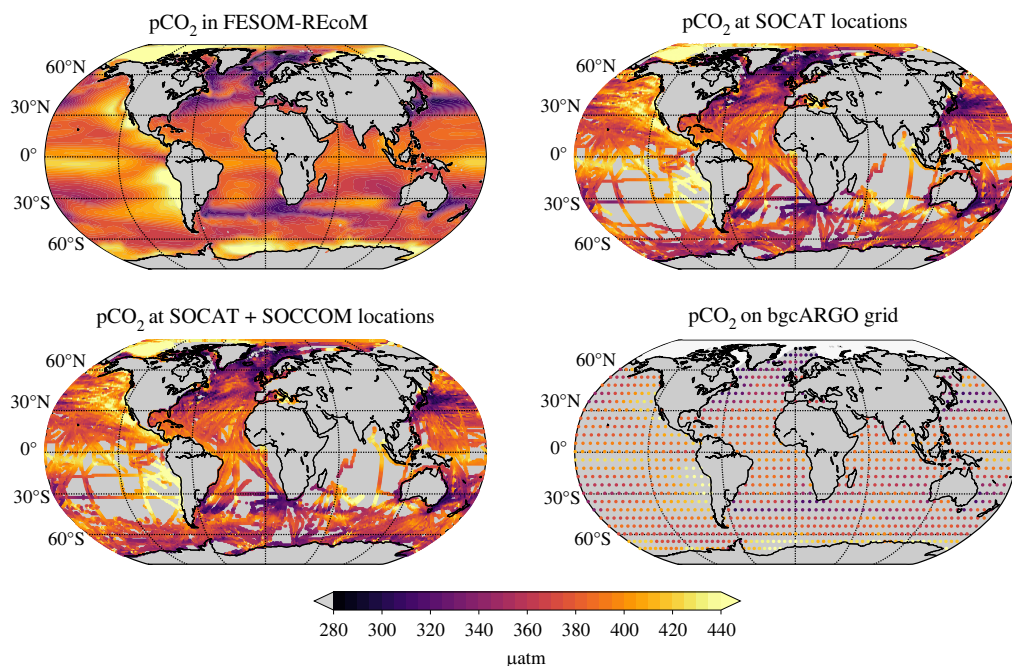 pCO₂ in FESOM-REcoM
60°N
30°N
0°
30°S
60°S
pCO₂ at SOCAT locations
60°N
30°N
0°
30°S
60°S
pCO₂ at SOCAT + SOCCOM locations
60°N
30°N
0°
30°S
60°S
pCO₂ on bgcARGO grid
60°N
30°N
0°
30°S
60°S
280 300 320 340 360 380 400 420 440
µatm